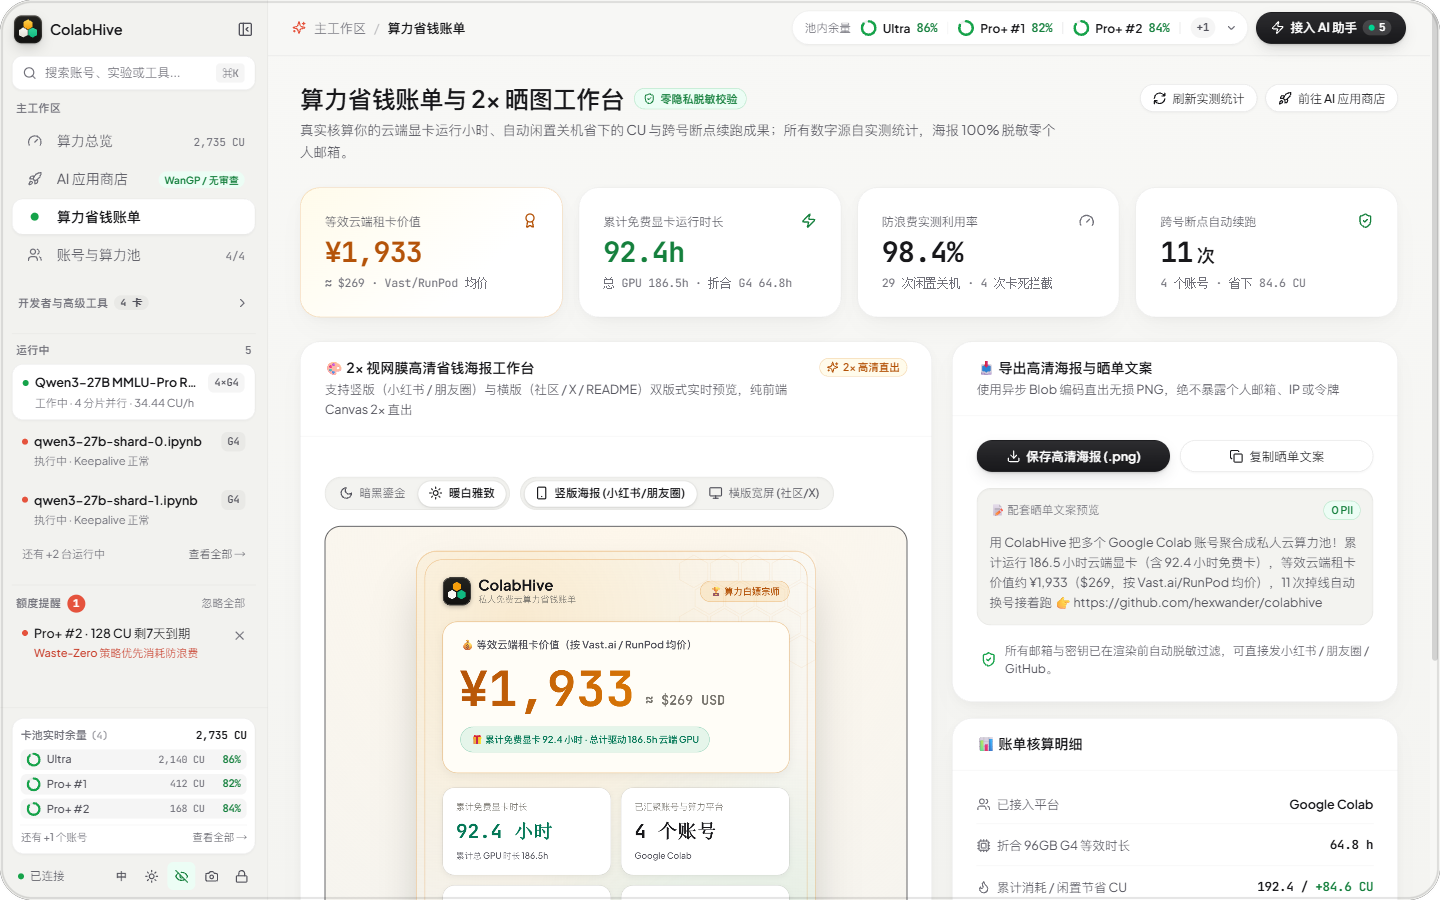 ColabHive
搜索账号、实验或工具...
⌘K
主工作区
算力总览
2,735 CU
AI 应用商店
WanGP / 无审查
算力省钱账单
账号与算力池
4/4
开发者与高级工具
4 卡
运行中
5
Qwen3-27B MMLU-Pro R...
4×G4
工作中 · 4 分片并行 · 34.44 CU/h
qwen3-27b-shard-0.ipynb
G4
执行中 · Keepalive 正常
qwen3-27b-shard-1.ipynb
G4
执行中 · Keepalive 正常
还有 +2 台运行中
查看全部 →
额度提醒
1
忽略全部
Pro+ #2 · 128 CU 剩7天到期
Waste-Zero 策略优先消耗防浪费
卡池实时余量 (4)
2,735 CU
Ultra
2,140 CU
86%
Pro+ #1
412 CU
82%
Pro+ #2
168 CU
84%
还有 +1 个账号
查看全部 →
已连接
中
主工作区 / 算力省钱账单
池内余量
Ultra 86%
Pro+ #1 82%
Pro+ #2 84%
+1
接入 AI 助手
5
算力省钱账单与 2× 晒图工作台
零隐私脱敏校验
真实核算你的云端显卡运行小时、自动闲置关机省下的 CU 与跨号断点续跑成果；所有数字源自实测统计，海报 100% 脱敏零个
人邮箱。
刷新实测统计
前往 AI 应用商店
等效云端租卡价值
¥1,933
≈ $269 · Vast/RunPod 均价
累计免费显卡运行时长
92.4h
总 GPU 186.5h · 折合 G4 64.8h
防浪费实测利用率
98.4%
29 次闲置关机 · 4 次卡死拦截
跨号断点自动续跑
11 次
4 个账号 · 省下 84.6 CU
2× 视网膜高清省钱海报工作台
2× 高清直出
支持竖版（小红书 / 朋友圈）与横版（社区 / X / README）双版式实时预览，纯前端
Canvas 2× 直出
暗黑鎏金
暖白雅致
竖版海报 (小红书/朋友圈)
横版宽屏 (社区/X)
ColabHive
私人免费云算力省钱账单
算力白嫖宗师
等效云端租卡价值（按 Vast.ai / RunPod 均价）
¥1,933
≈ $269 USD
累计免费显卡 92.4 小时 · 总计驱动 186.5h 云端 GPU
累计免费显卡时长
92.4 小时
累计总 GPU 时长 186.5h
已汇聚账号与算力平台
4 个账号
Google Colab
导出高清海报与晒单文案
使用异步 Blob 编码直出无损 PNG，绝不暴露个人邮箱、IP 或令牌
保存高清海报 (.png)
复制晒单文案
配套晒单文案预览
0 PII
用 ColabHive 把多个 Google Colab 账号聚合成私人云算力池！累
计运行 186.5 小时云端显卡（含 92.4 小时免费卡），等效云端租卡
价值约 ¥1,933（$269，按 Vast.ai/RunPod 均价），11 次掉线自动
换号接着跑 👉 https://github.com/hexwander/colabhive
所有邮箱与密钥已在渲染前自动脱敏过滤，可直接发小红书 / 朋友圈 /
GitHub。
账单核算明细
已接入平台
Google Colab
折合 96GB G4 等效时长
64.8 h
累计消耗 / 闲置节省 CU
192.4 / +84.6 CU